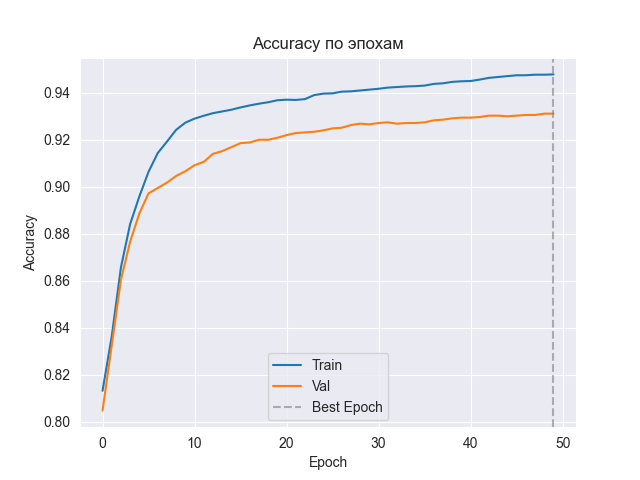 Accuracy по эпохам
Accuracy
0.94
0.92
0.90
0.88
0.86
0.84
0.82
0.80
Train
Val
Best Epoch
0 10 20 30 40 50
Epoch